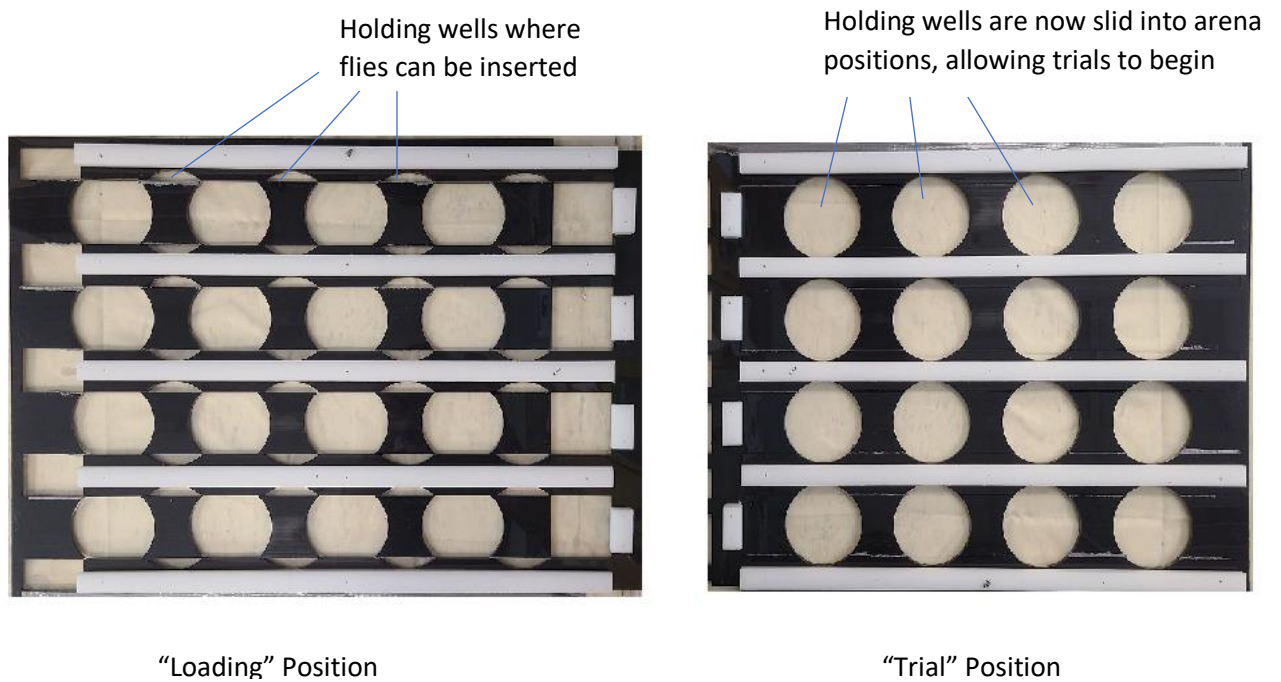 Holding wells where
flies can be inserted
Holding wells are now slid into arena
positions, allowing trials to begin
“Loading” Position
“Trial” Position